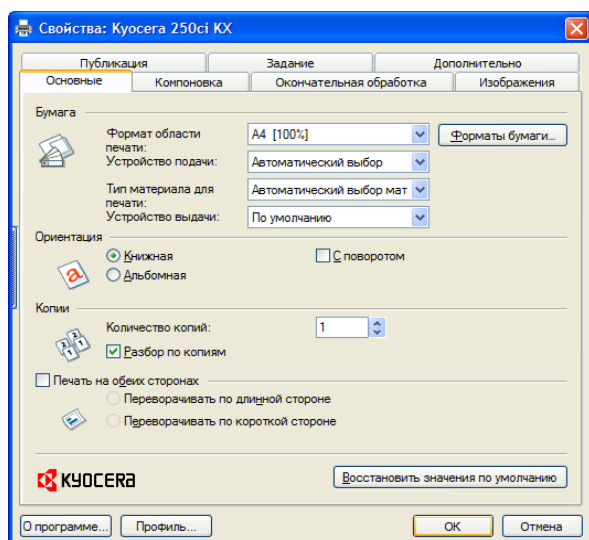 Свойства: Kyocera 250ci KX
Публикация Задание Дополнительно
Основные Компоновка Окончательная обработка Изображения
Бумага
Формат области печати: A4 [100%] Форматы бумаги...
Устройство подачи: Автоматический выбор
Тип материала для печати: Автоматический выбор мат
Устройство выдачи: По умолчанию
Ориентация
Книжная С поворотом
Альбомная
Копии
Количество копий: 1
Разбор по копиям
Печать на обеих сторонах
Переворачивать по длинной стороне
Переворачивать по короткой стороне
KYOCERA Восстановить значения по умолчанию
О программе... Профиль... OK Отмена